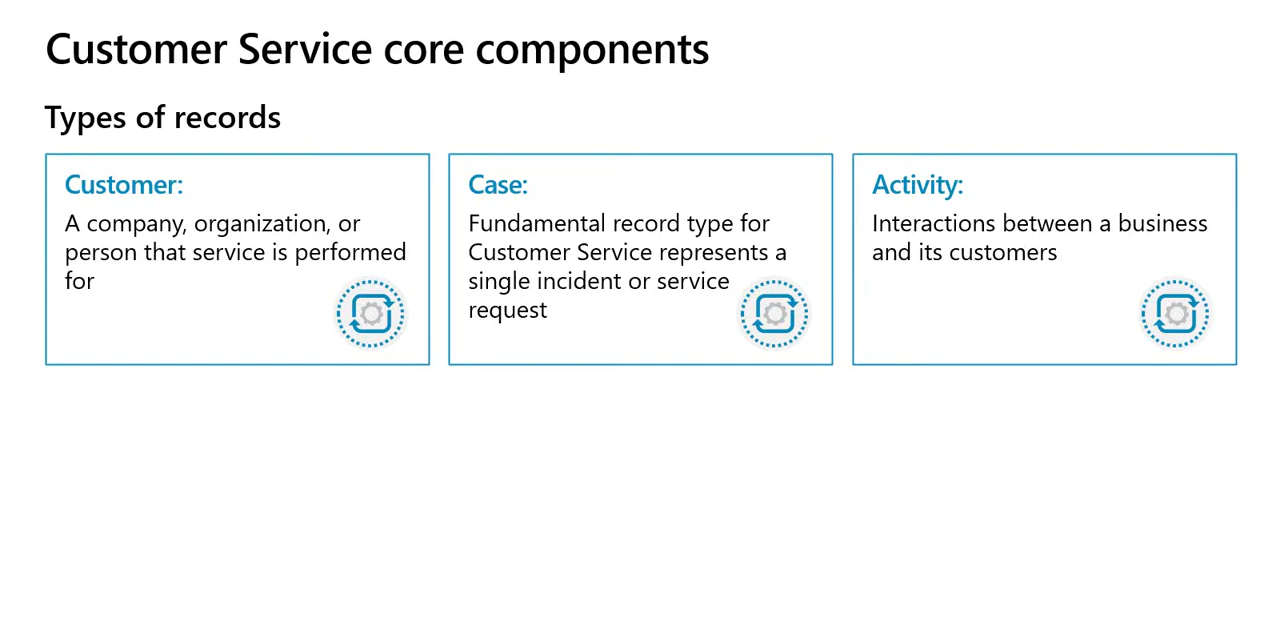 Customer Service core components
Types of records
Customer:
A company, organization, or
person that service is performed
for
Case:
Fundamental record type for
Customer Service represents a
single incident or service
request
Activity:
Interactions between a business
and its customers